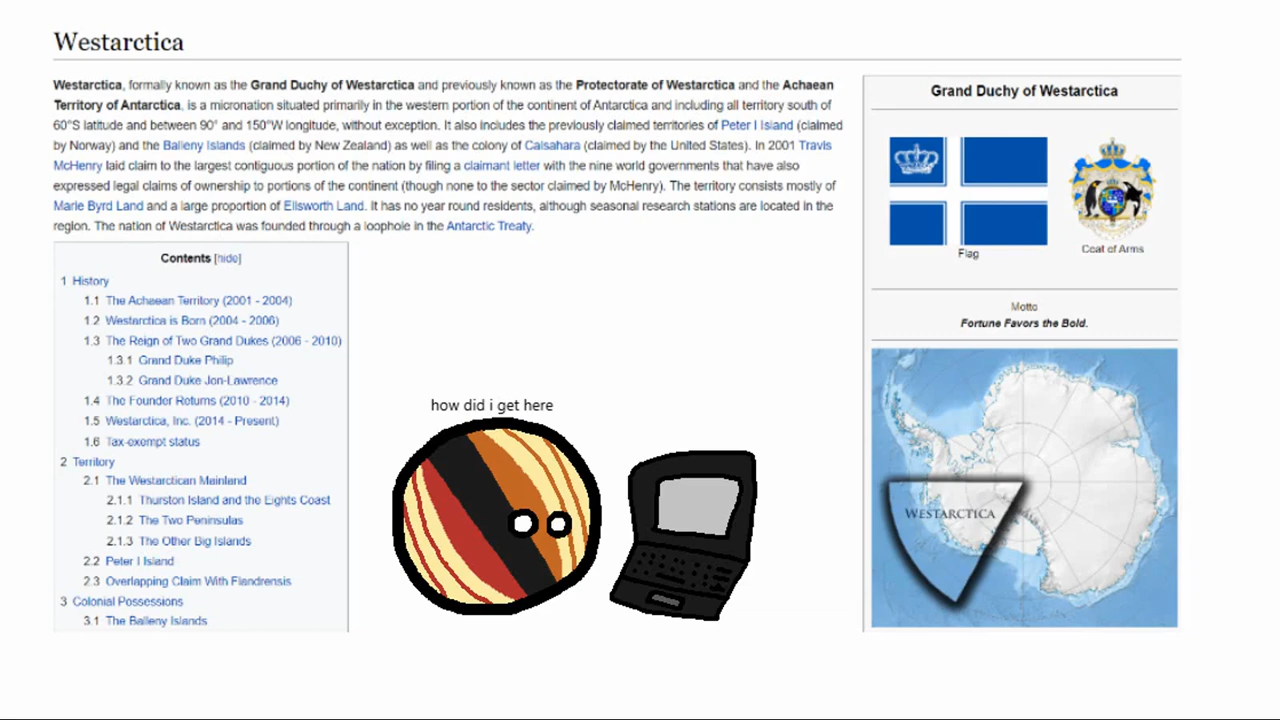 Westarctica
Westarctica, formally known as the Grand Duchy of Westarctica and previously known as the Protectorate of Westarctica and the Achaean
Territory of Antarctica, is a micronation situated primarily in the western portion of the continent of Antarctica and including all territory south of
60°S latitude and between 90° and 150°W longitude, without exception. It also includes the previously claimed territories of Peter I Island (claimed
by Norway) and the Balleny Islands (claimed by New Zealand) as well as the colony of Calsahara (claimed by the United States). In 2001 Travis
McHenry laid claim to the largest contiguous portion of the nation by filing a claimant letter with the nine world governments that have also
expressed legal claims of ownership to portions of the continent (though none to the sector claimed by McHenry). The territory consists mostly of
Marie Byrd Land and a large proportion of Ellsworth Land. It has no year round residents, although seasonal research stations are located in the
region. The nation of Westarctica was founded through a loophole in the Antarctic Treaty.
Contents [hide]
1 History
1.1 The Achaean Territory (2001 - 2004)
1.2 Westarctica is Born (2004 - 2006)
1.3 The Reign of Two Grand Dukes (2006 - 2010)
1.3.1 Grand Duke Philip
1.3.2 Grand Duke Jon-Lawrence
1.4 The Founder Returns (2010 - 2014)
1.5 Westarctica, Inc. (2014 - Present)
1.6 Tax-exempt status
2 Territory
2.1 The Westarctican Mainland
2.1.1 Thurston Island and the Eights Coast
2.1.2 The Two Peninsulas
2.1.3 The Other Big Islands
2.2 Peter I Island
2.3 Overlapping Claim With Flandrensis
3 Colonial Possessions
3.1 The Balleny Islands
how did i get here
Grand Duchy of Westarctica
Flag
Coat of Arms
Motto
Fortune Favors the Bold.
WESTARCTICA